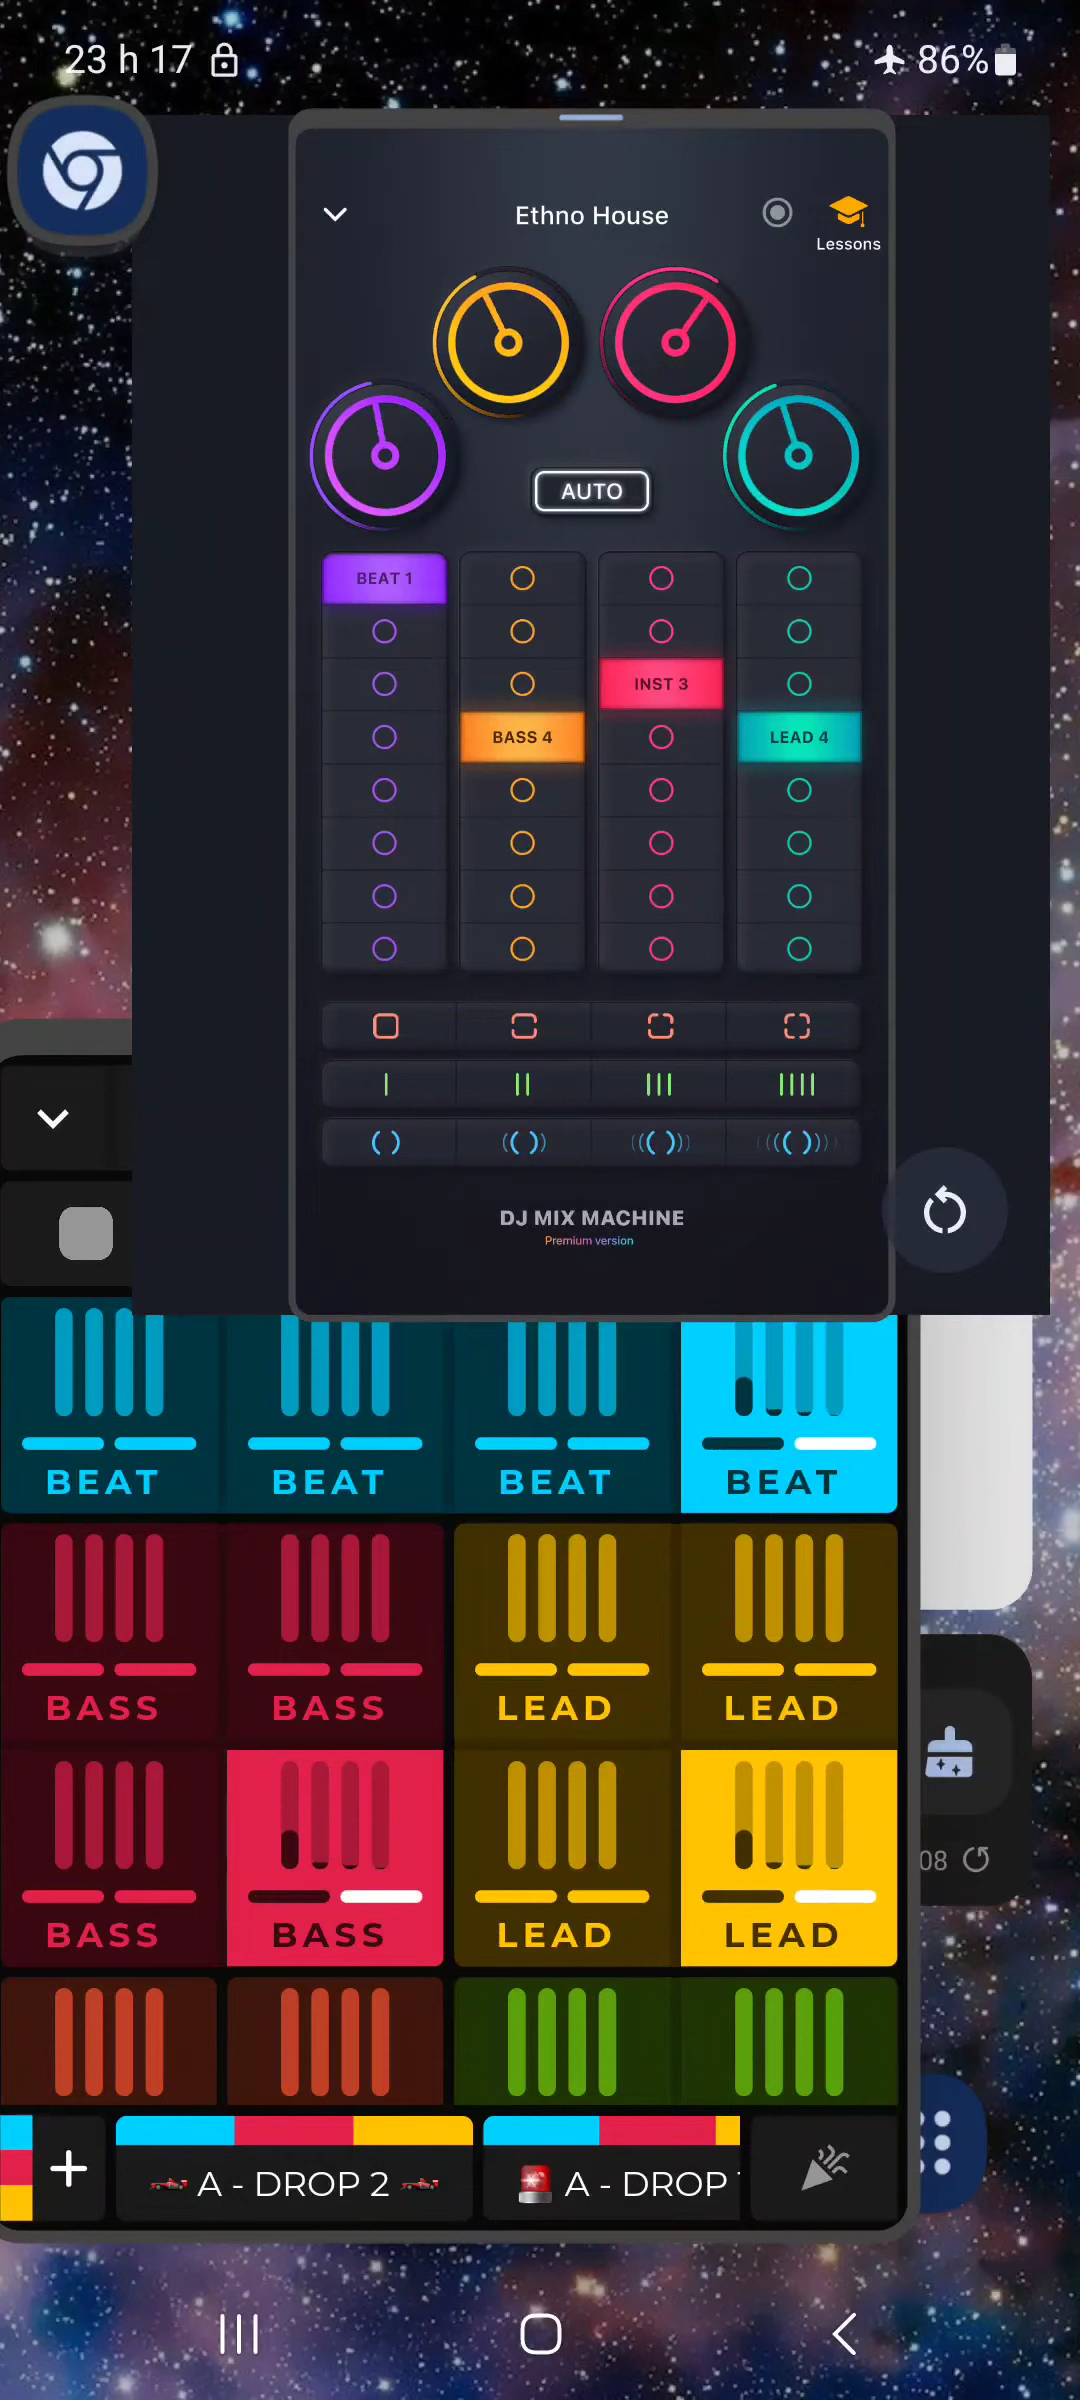 23 h 17
86%
Ethno House
Lessons
AUTO
BEAT 1
INST 3
BASS 4
LEAD 4
DJ MIX MACHINE
Premium version
BEAT BEAT BEAT BEAT
BASS BASS LEAD LEAD
BASS BASS LEAD LEAD
08
A - DROP 2
A - DROP